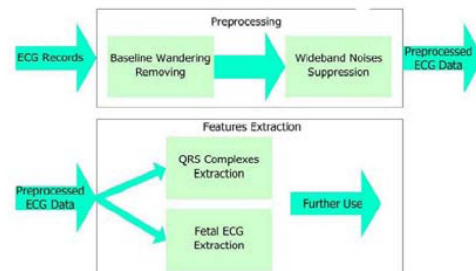 Preprocessing
ECG Records
Baseline Wandering
Removing
Wideband Noises
Suppression
Preprocessed
ECG Data
Features Extraction
Preprocessed
ECG Data
QRS Complexes
Extraction
Fetal ECG
Extraction
Further Use